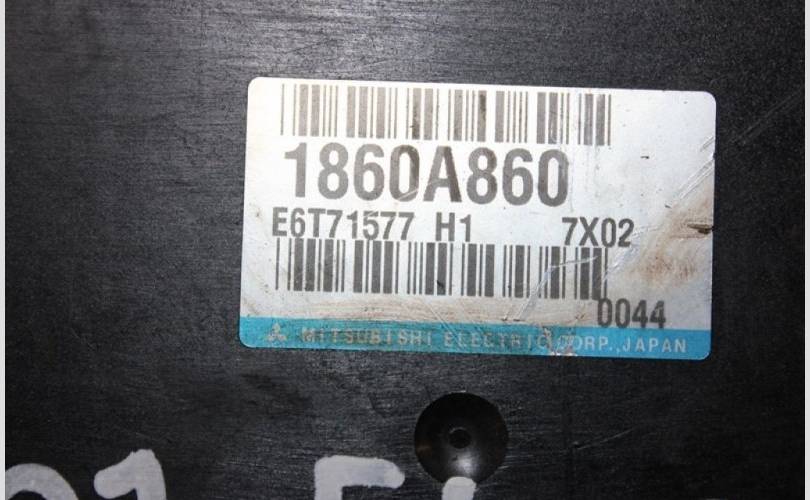 1860A860
E6T71577 H1 7X02
0044
MITSUBISHI ELECTRIC CORP., JAPAN